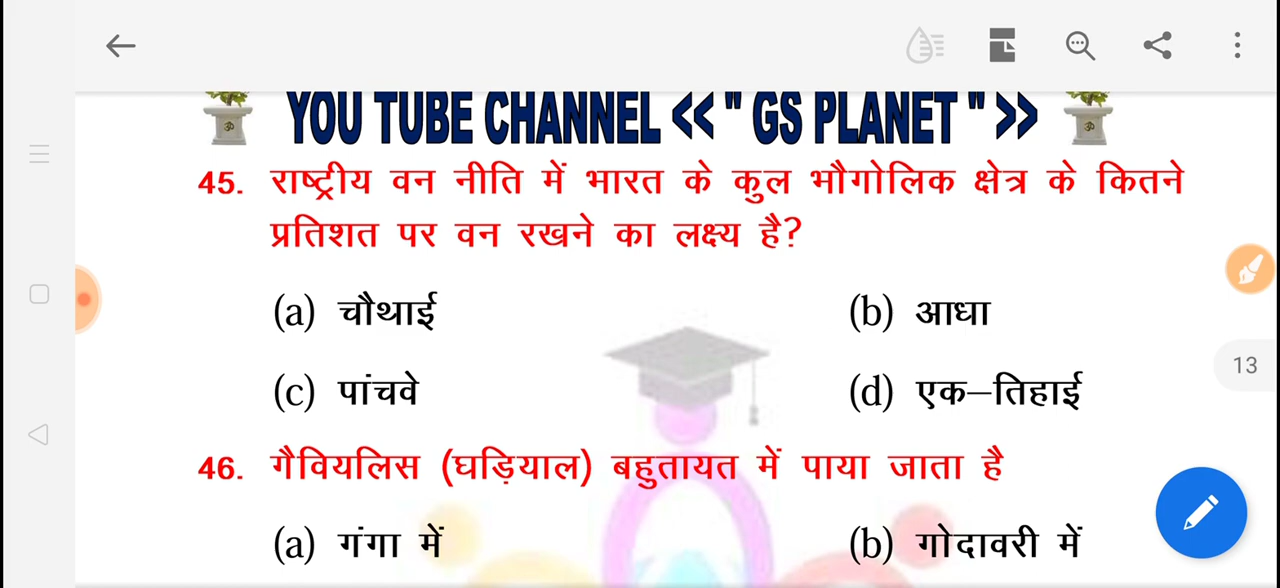 YOU TUBE CHANNEL << " GS PLANET " >>
45. राष्ट्रीय वन नीति में भारत के कुल भौगोलिक क्षेत्र के कितने
प्रतिशत पर वन रखने का लक्ष्य है?
(a) चौथाई (b) आधा
(c) पांचवे (d) एक–तिहाई
13
46. गैवियलिस (घड़ियाल) बहुतायत में पाया जाता है
(a) गंगा में (b) गोदावरी में